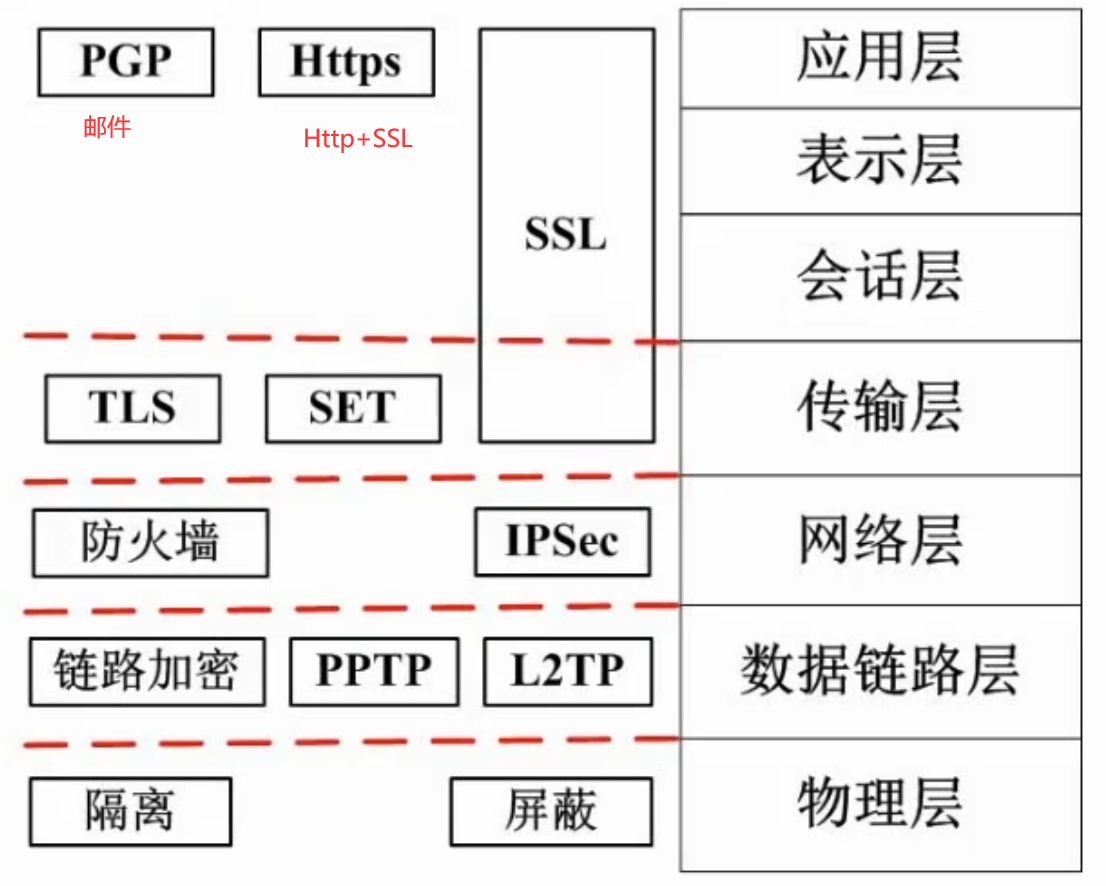 PGP
Https
应用层
邮件
Http+SSL
表示层
SSL
会话层
TLS
SET
传输层
防火墙
IPSec
网络层
链路加密
PPTP
L2TP
数据链路层
隔离
屏蔽
物理层